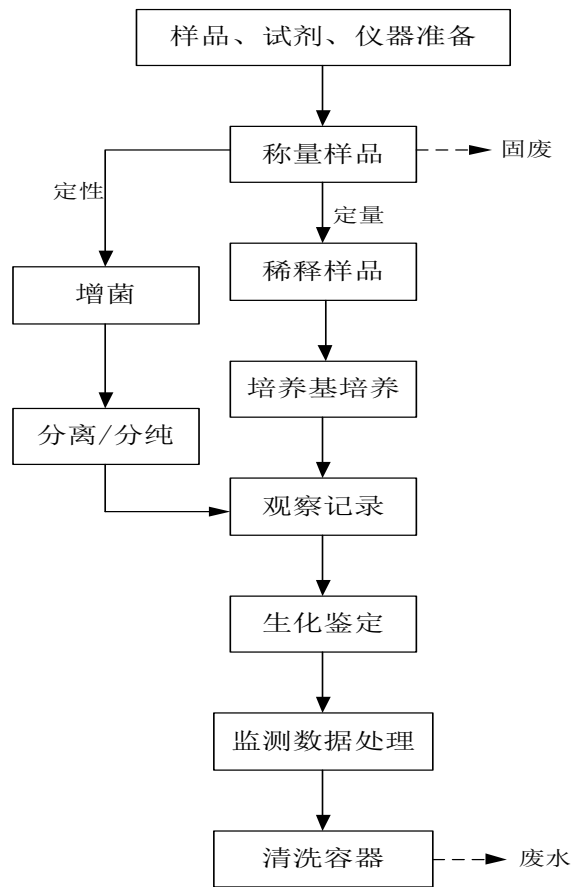 样品、试剂、仪器准备
称量样品
固废
定性
定量
稀释样品
增菌
培养基培养
分离/分纯
观察记录
生化鉴定
监测数据处理
清洗容器
废水